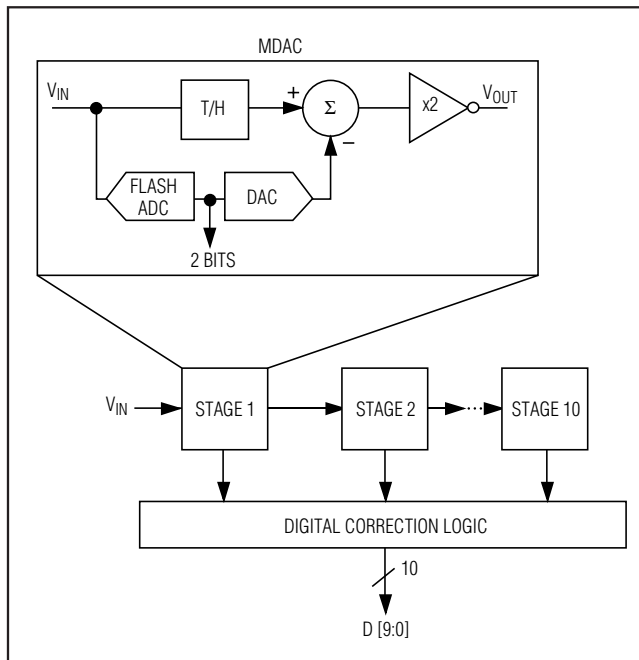 MDAC
VIN
T/H
+
Σ
−
x2
VOUT
FLASH
ADC
DAC
2 BITS
VIN
STAGE 1
STAGE 2
...
STAGE 10
DIGITAL CORRECTION LOGIC
10
D [9:0]